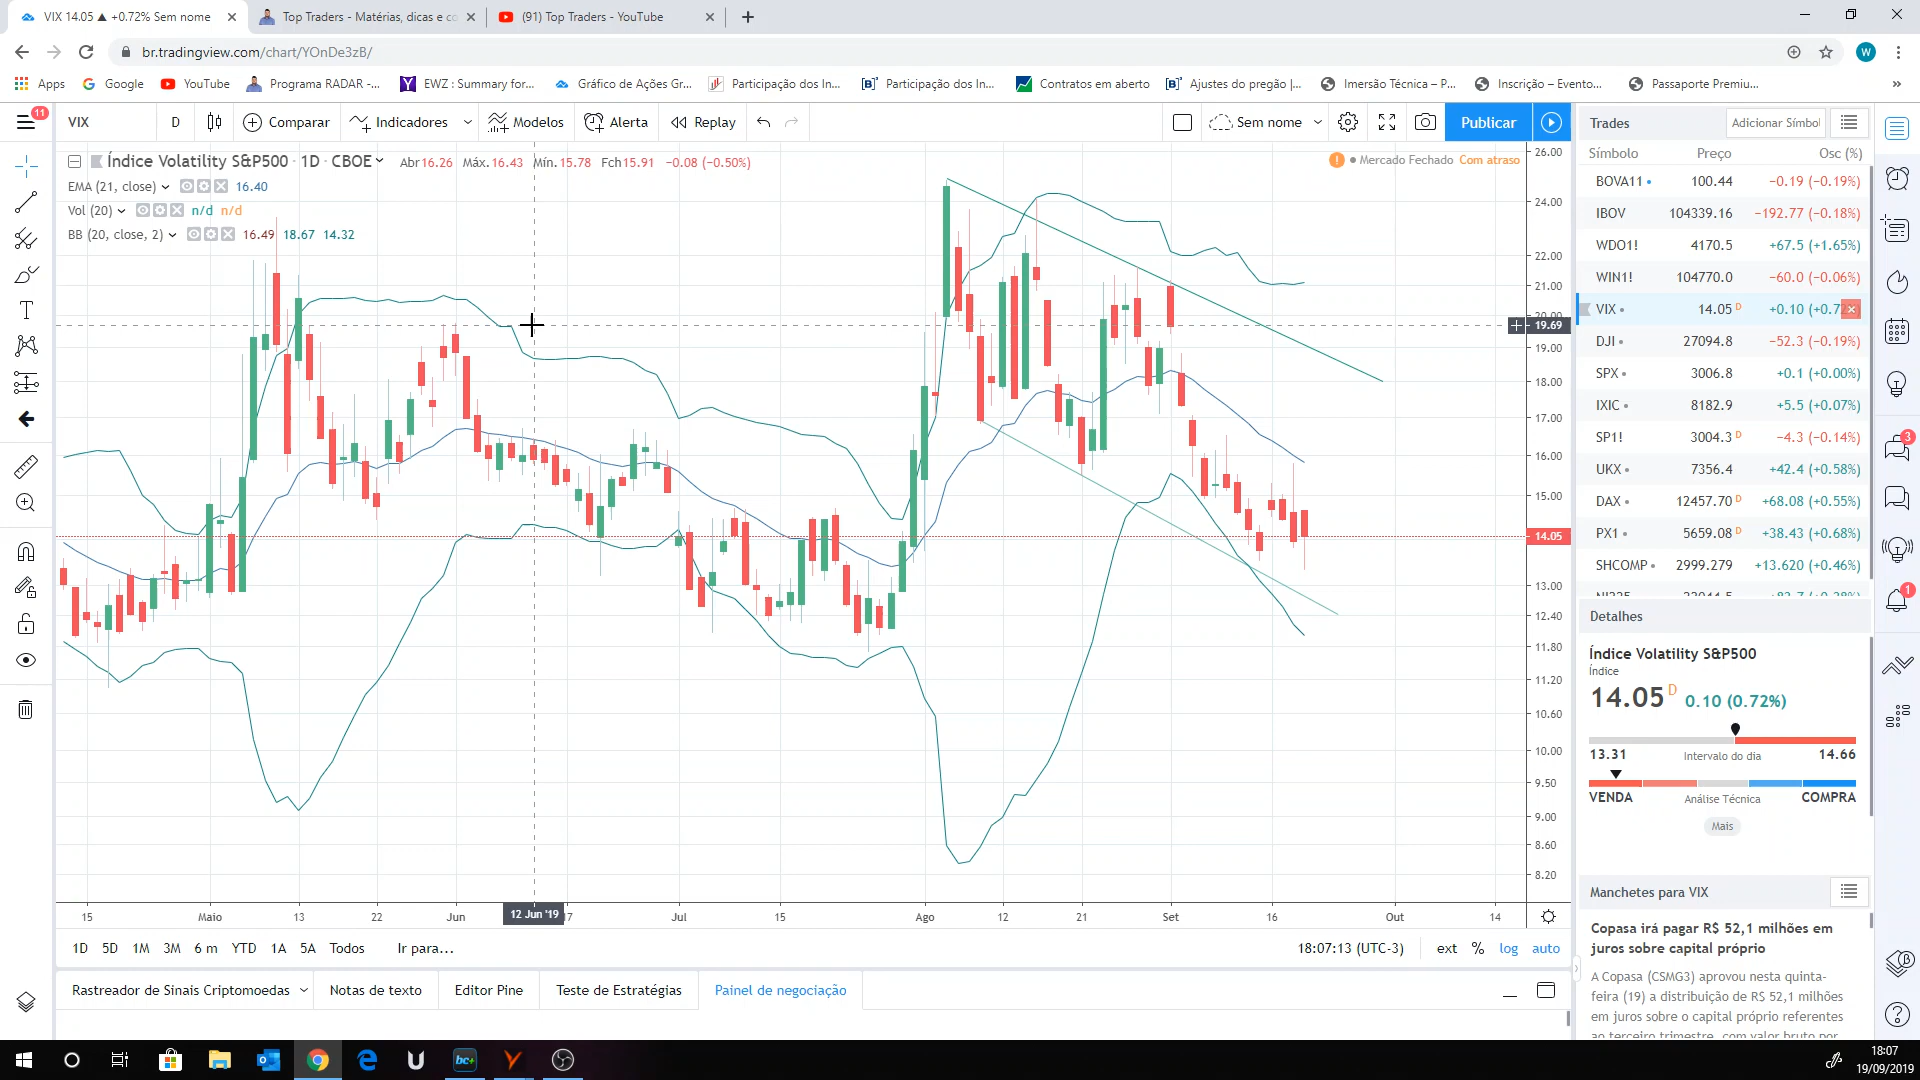 VIX 14.05 ▲ +0.72% Sem nome
Top Traders - Matérias, dicas e co
(91) Top Traders - YouTube
br.tradingview.com/chart/YOnDe3zB/
W
Apps
Google
YouTube
Programa RADAR -...
EWZ : Summary for...
Gráfico de Ações Gr...
Participação dos In...
Participação dos In...
Contratos em aberto
Ajustes do pregão |...
Imersão Técnica – P...
Inscrição – Evento...
Passaporte Premiu...
11
VIX
D
Comparar
Indicadores
Modelos
Alerta
Replay
Sem nome
Publicar
Índice Volatility S&P500 · 1D · CBOE
Abr16.26 Máx.16.43 Mín.15.78 Fch15.91 −0.08 (−0.50%)
Mercado Fechado Com atraso
EMA (21, close) 16.40
Vol (20) n/d n/d
BB (20, close, 2) 16.49 18.67 14.32
26.00
24.00
22.00
21.00
20.00
19.69
19.00
18.00
17.00
16.00
15.00
14.05
13.00
12.40
11.80
11.20
10.60
10.00
9.50
9.00
8.60
8.20
15 Maio 13 22 Jun 12 Jun '19 17 Jul 15 Ago 12 21 Set 16 Out 14
1D 5D 1M 3M 6 m YTD 1A 5A Todos Ir para...
18:07:13 (UTC-3) ext % log auto
Rastreador de Sinais Criptomoedas
Notas de texto
Editor Pine
Teste de Estratégias
Painel de negociação
Trades
Adicionar Símbol
Símbolo Preço Osc (%)
BOVA11 100.44 −0.19 (−0.19%)
IBOV 104339.16 −192.77 (−0.18%)
WDO1! 4170.5 +67.5 (+1.65%)
WIN1! 104770.0 −60.0 (−0.06%)
VIX 14.05 D +0.10 (+0.72
DJI 27094.8 −52.3 (−0.19%)
SPX 3006.8 +0.1 (+0.00%)
IXIC 8182.9 +5.5 (+0.07%)
SP1! 3004.3 D −4.3 (−0.14%)
UKX 7356.4 +42.4 (+0.58%)
DAX 12457.70 D +68.08 (+0.55%)
PX1 5659.08 D +38.43 (+0.68%)
SHCOMP 2999.279 +13.620 (+0.46%)
Detalhes
Índice Volatility S&P500
Índice
14.05 D 0.10 (0.72%)
13.31 Intervalo do dia 14.66
VENDA Análise Técnica COMPRA
Mais
Manchetes para VIX
Copasa irá pagar R$ 52,1 milhões em
juros sobre capital próprio
A Copasa (CSMG3) aprovou nesta quinta-
feira (19) a distribuição de R$ 52,1 milhões
em juros sobre o capital próprio referentes
ao terceiro trimestre, com valor bruto por
3
1
bc+
18:07
19/09/2019